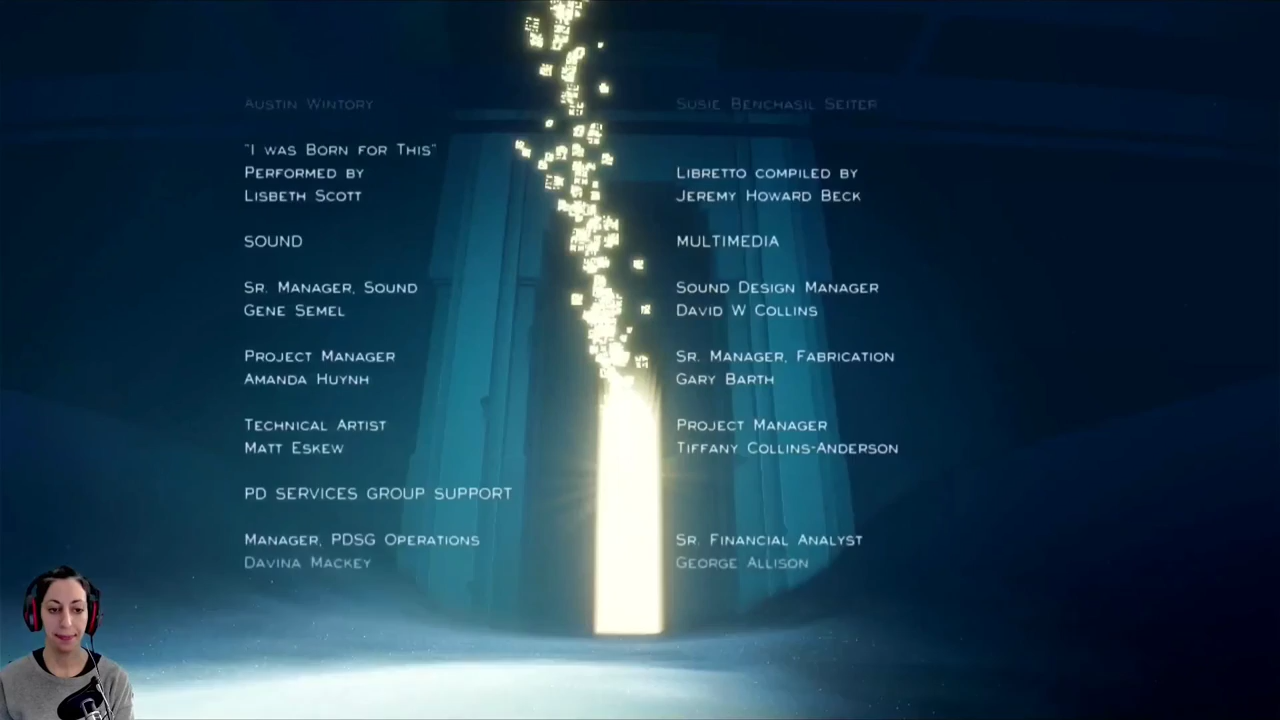 Austin Wintory
"I was Born for This"
Performed by
Lisbeth Scott
SOUND
Sr. Manager, Sound
Gene Semel
Project Manager
Amanda Huynh
Technical Artist
Matt Eskew
PD SERVICES GROUP SUPPORT
Manager, PDSG Operations
Davina Mackey
Susie Benchasil Seiter
Libretto compiled by
Jeremy Howard Beck
MULTIMEDIA
Sound Design Manager
David W Collins
Sr. Manager, Fabrication
Gary Barth
Project Manager
Tiffany Collins-Anderson
Sr. Financial Analyst
George Allison